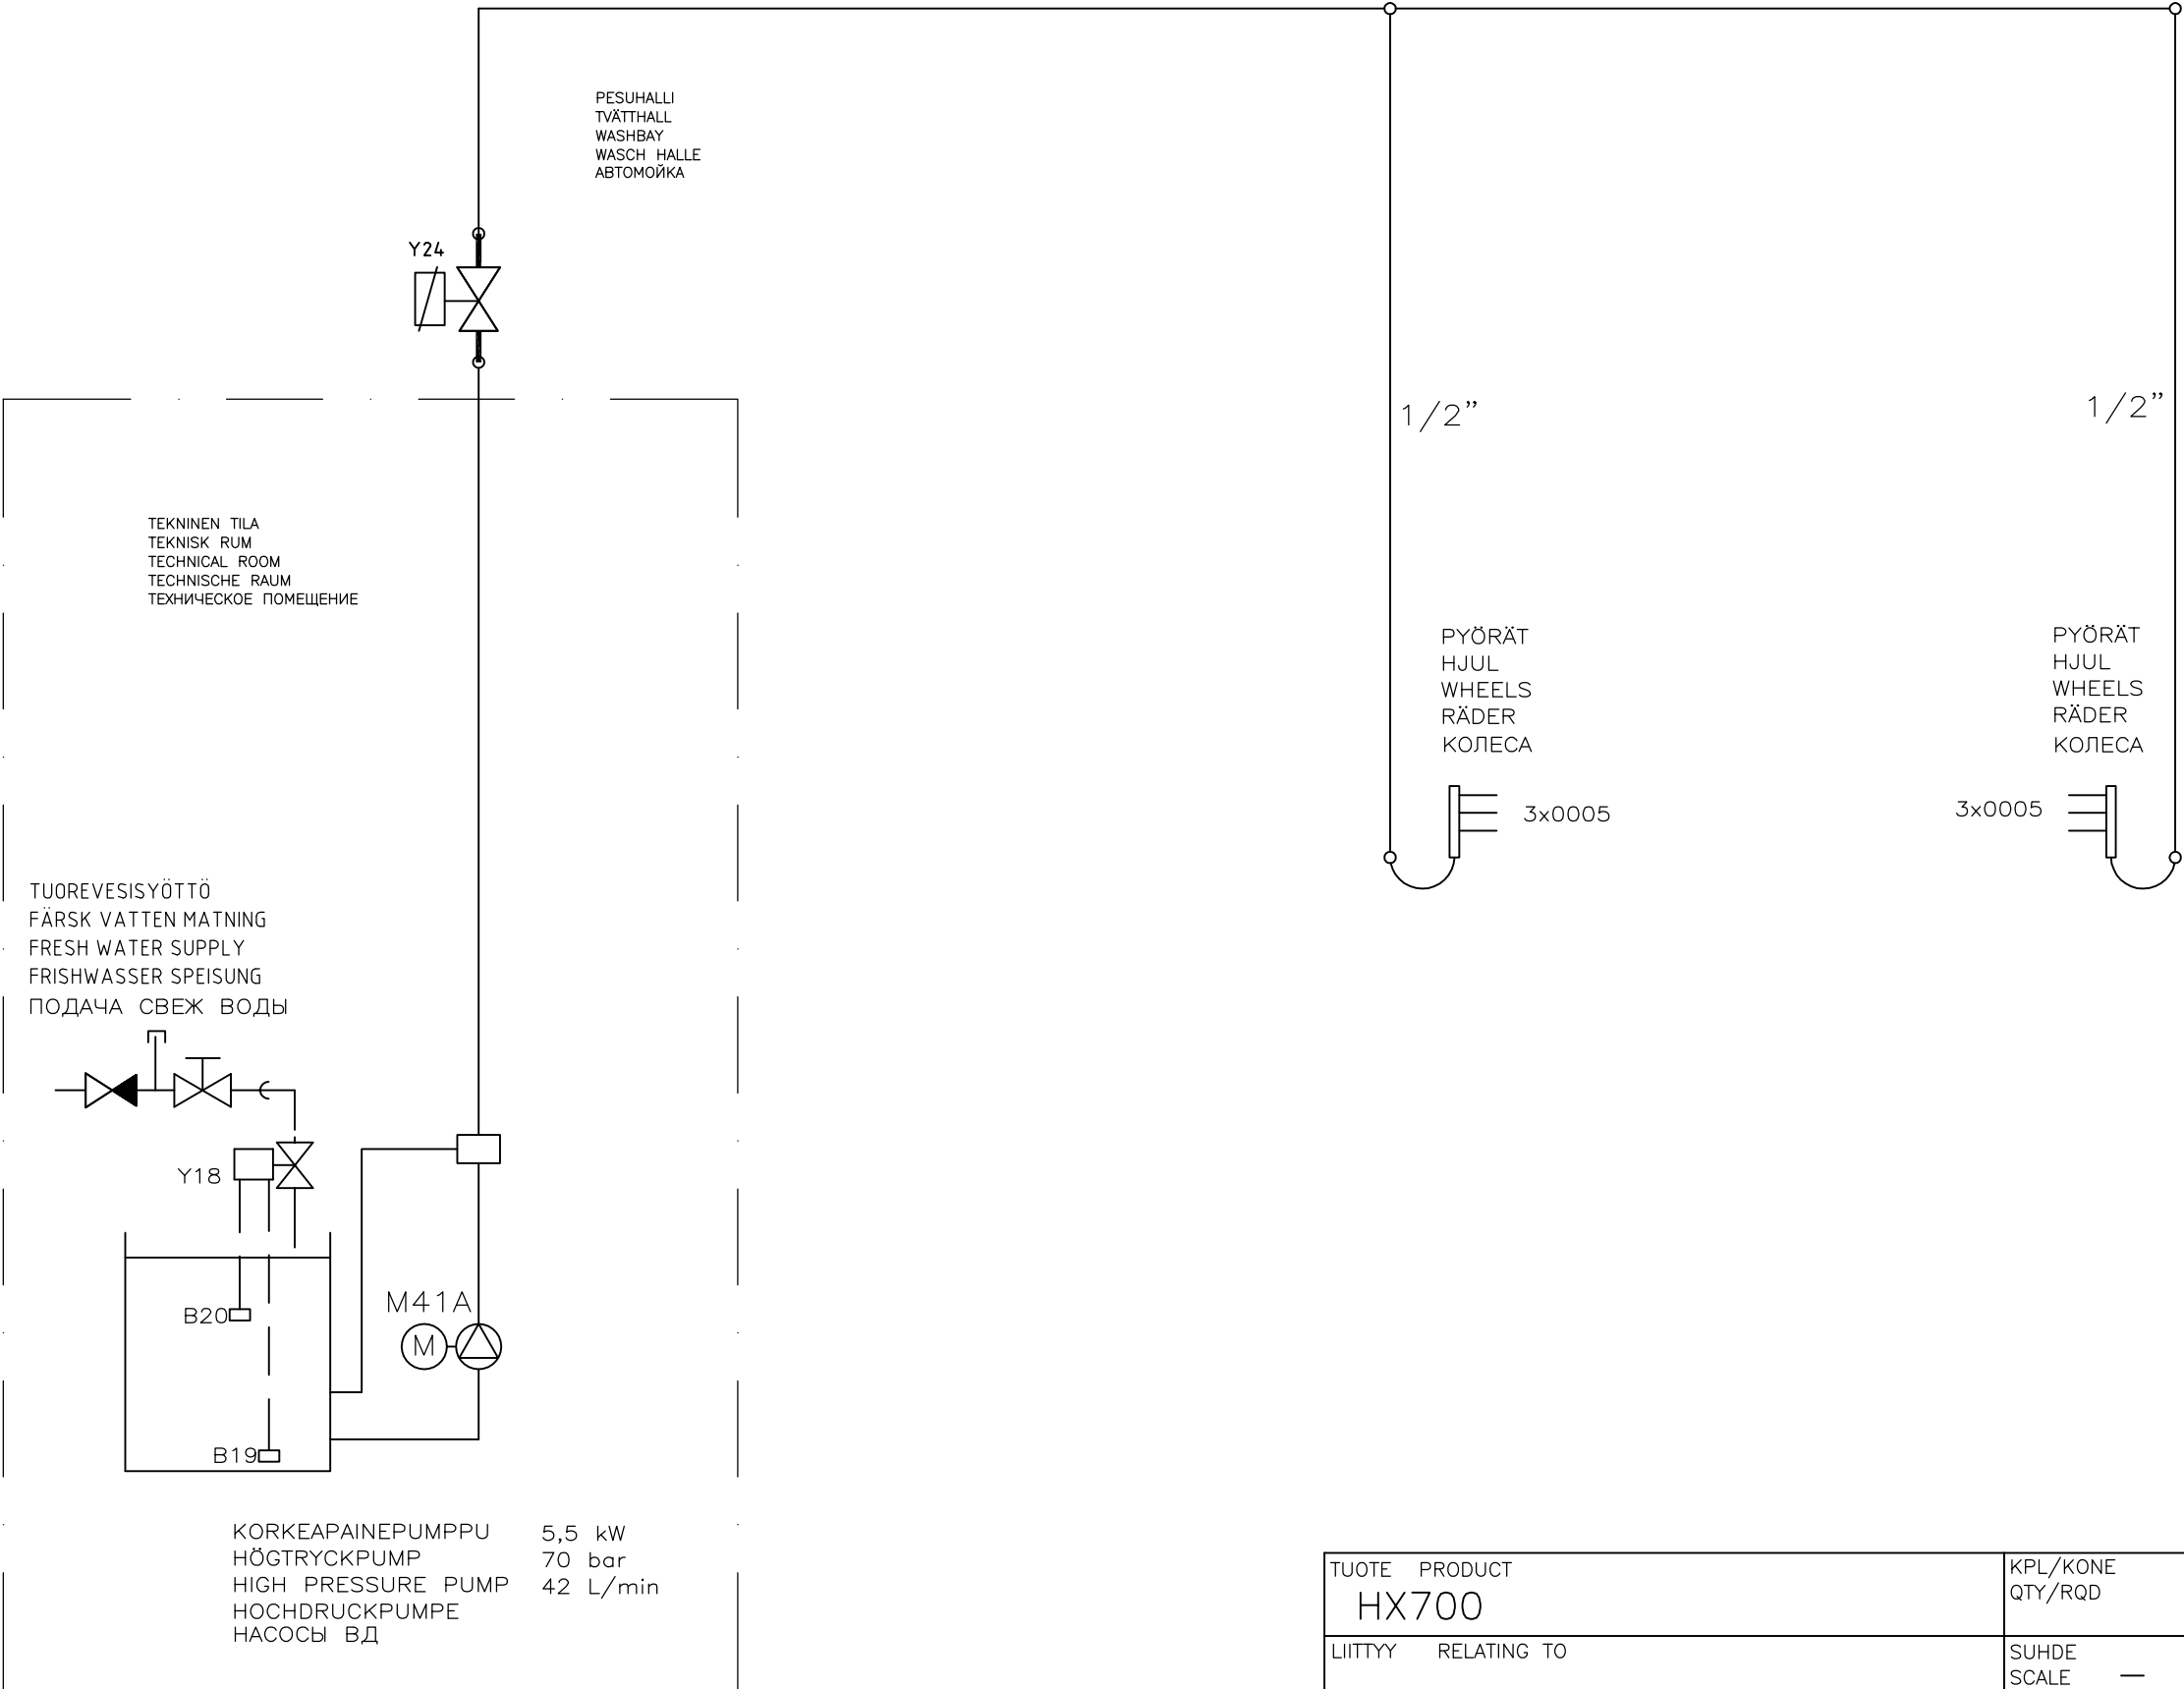 PESUHALLI
TVÄTTHALL
WASHBAY
WASCH HALLE
АВТОМОЙКА
Y24
1/2”
1/2”
TEKNINEN TILA
TEKNISK RUM
TECHNICAL ROOM
TECHNISCHE RAUM
ТЕХНИЧЕСКОЕ ПОМЕЩЕНИЕ
PYÖRÄT
HJUL
WHEELS
RÄDER
КОЛЕСА
3x0005
PYÖRÄT
HJUL
WHEELS
RÄDER
КОЛЕСА
3x0005
TUOREVESISYÖTTÖ
FÄRSK VATTEN MATNING
FRESH WATER SUPPLY
FRISHWASSER SPEISUNG
ПОДАЧА СВЕЖ ВОДЫ
Y18
B20
M41A
M
B19
KORKEAPAINEPUMPPU 5,5 kW
HÖGTRYCKPUMP 70 bar
HIGH PRESSURE PUMP 42 L/min
HOCHDRUCKPUMPE
НАСОСЫ ВД
TUOTE PRODUCT
HX700
KPL/KONE
QTY/RQD
LIITTYY RELATING TO
SUHDE
SCALE —